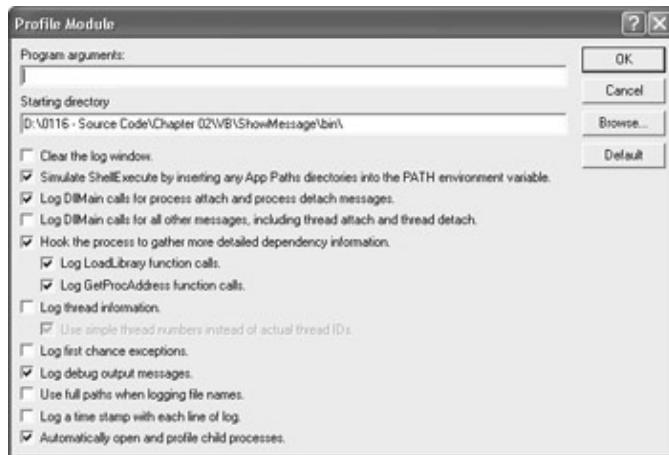 Profile Module
Program arguments:
OK
Cancel
Starting directory
D:\0116 - Source Code\Chapter 02\VB\ShowMessage\bin\
Browse...
Default
Clear the log window.
Simulate ShellExecute by inserting any App Paths directories into the PATH environment variable.
Log DllMain calls for process attach and process detach messages.
Log DllMain calls for all other messages, including thread attach and thread detach.
Hook the process to gather more detailed dependency information.
Log LoadLibrary function calls.
Log GetProcAddress function calls.
Log thread information.
Use simple thread numbers instead of actual thread IDs.
Log first chance exceptions.
Log debug output messages.
Use full paths when logging file names.
Log a time stamp with each line of log.
Automatically open and profile child processes.